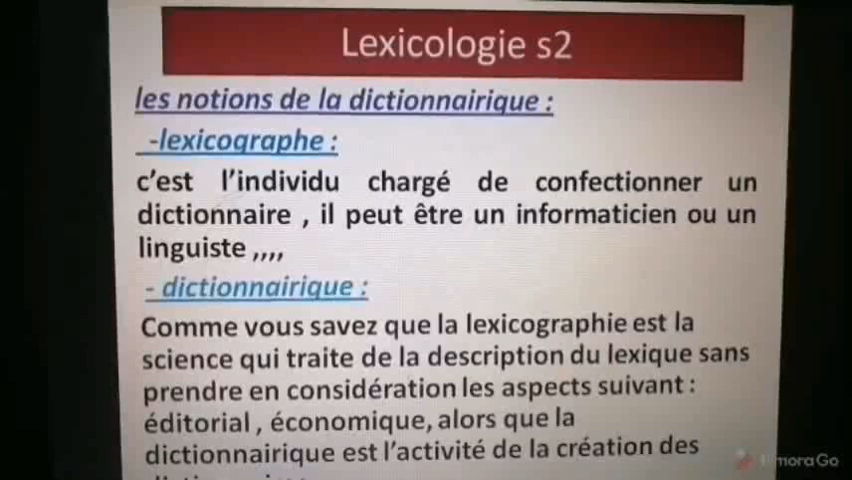 Lexicologie s2
les notions de la dictionnairique :
-lexicographe :
c'est l'individu chargé de confectionner un
dictionnaire , il peut être un informaticien ou un
linguiste ,,,,
- dictionnairique :
Comme vous savez que la lexicographie est la
science qui traite de la description du lexique sans
prendre en considération les aspects suivant :
éditorial , économique, alors que la
dictionnairique est l'activité de la création des